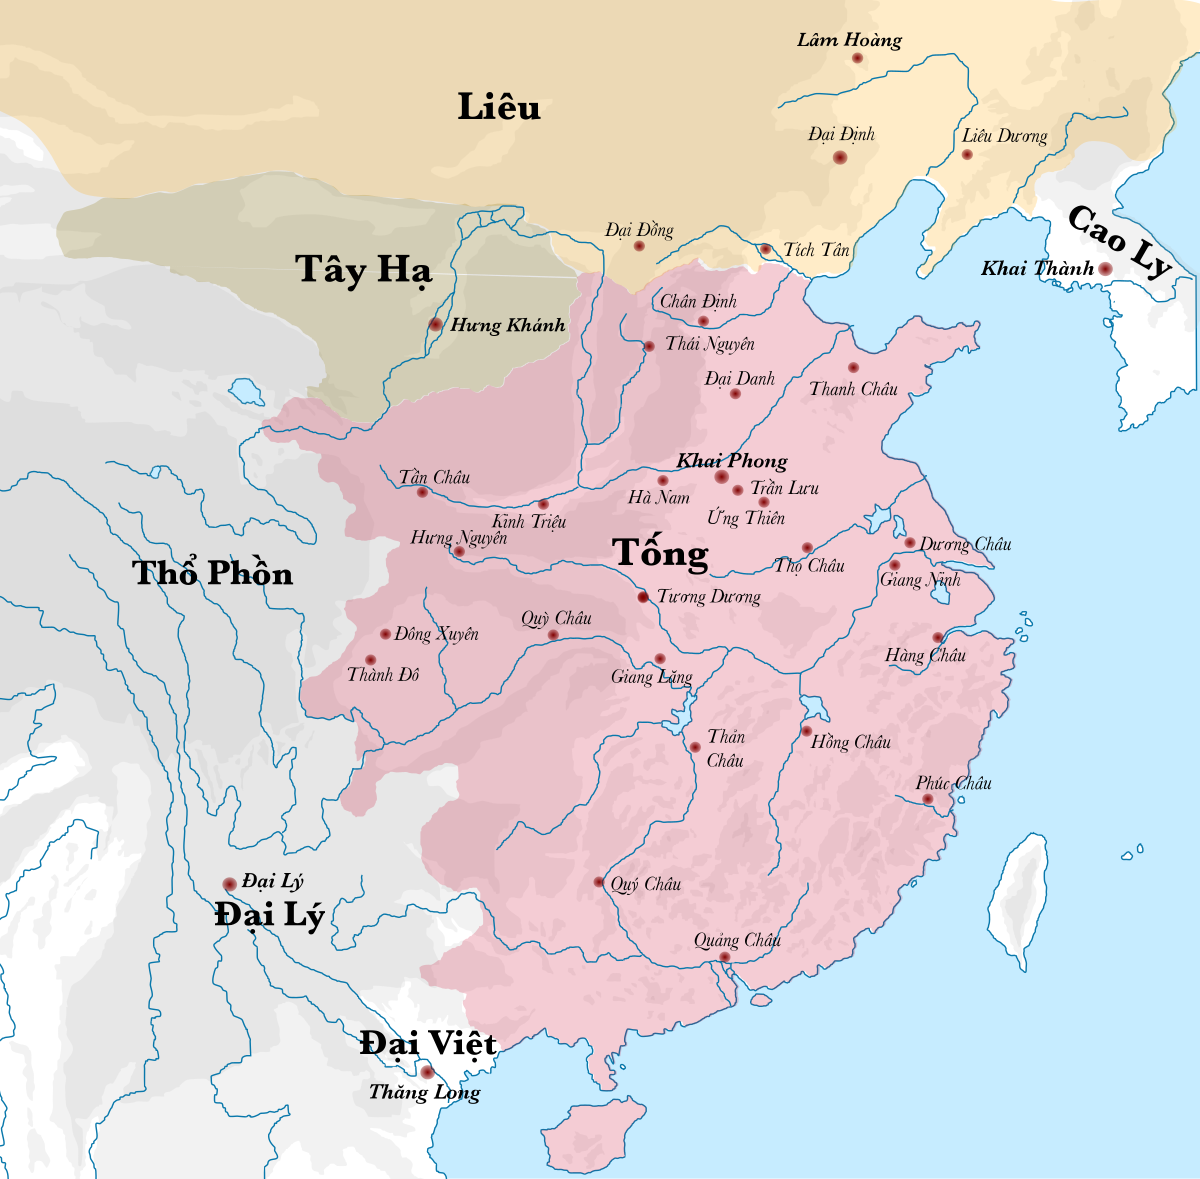 Lâm Hoàng
Liêu
Đại Định
Liêu Dương
Cao Ly
Đại Đồng
Tích Tân
Tây Hạ
Khai Thành
Chân Định
Hưng Khánh
Thái Nguyên
Đại Danh
Thanh Châu
Khai Phong
Tần Châu
Hà Nam
Trần Lưu
Ứng Thiên
Kinh Triệu
Hưng Nguyên
Tống
Dương Châu
Thọ Châu
Thổ Phồn
Giang Ninh
Tương Dương
Quỳ Châu
Đông Xuyên
Hàng Châu
Thành Đô
Giang Lăng
Thản
Châu
Hồng Châu
Phúc Châu
Đại Lý
Quý Châu
Đại Lý
Quảng Châu
Đại Việt
Thăng Long